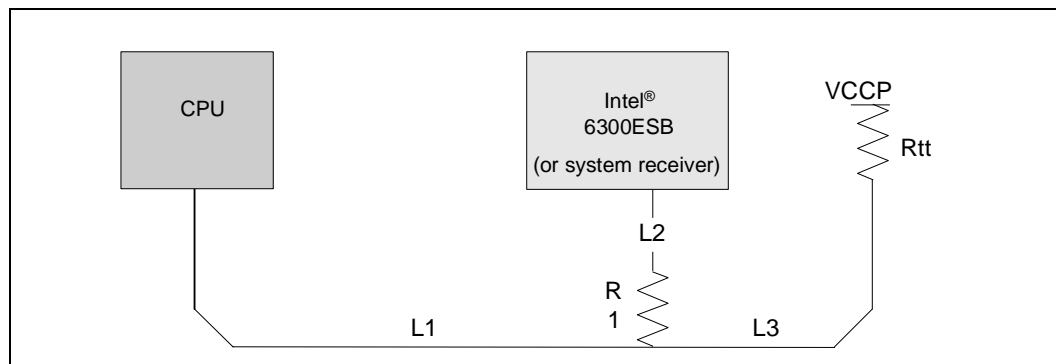 CPU
Intel®
6300ESB
(or system receiver)
VCCP
Rtt
L2
R
1
L1
L3